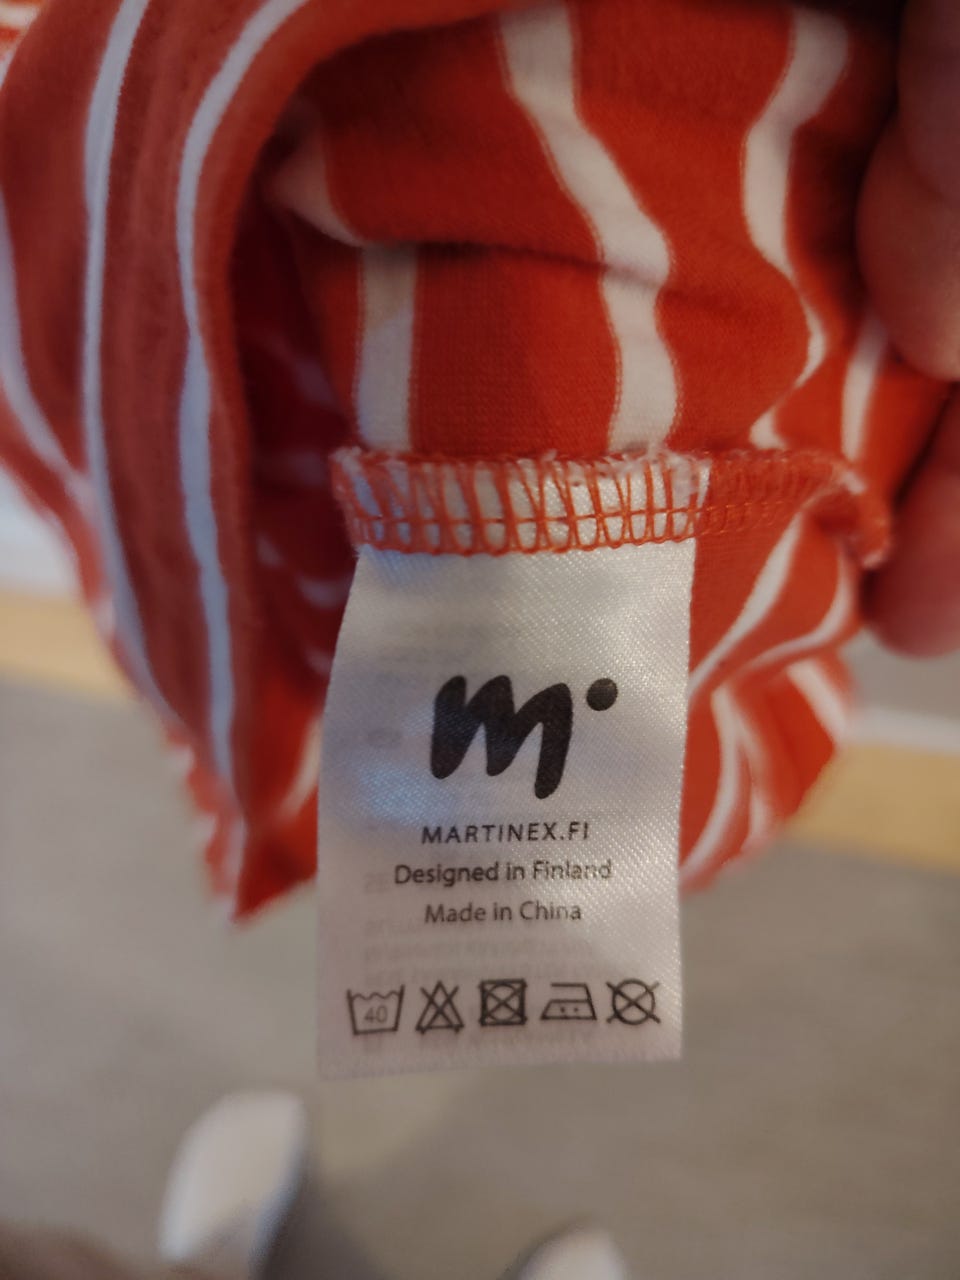 m
MARTINEX.FI
Designed in Finland
Made in China
40